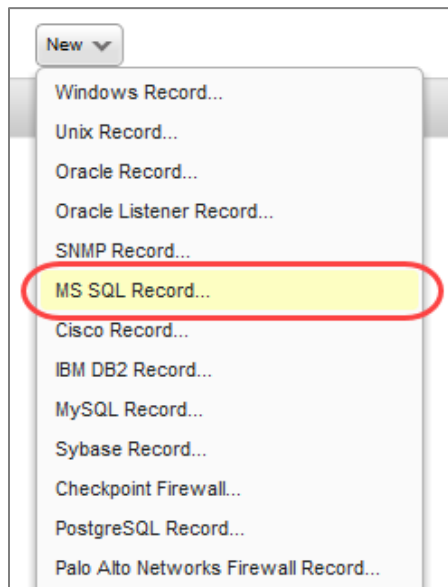 New
Windows Record...
Unix Record...
Oracle Record...
Oracle Listener Record...
SNMP Record...
MS SQL Record...
Cisco Record...
IBM DB2 Record...
MySQL Record...
Sybase Record...
Checkpoint Firewall...
PostgreSQL Record...
Palo Alto Networks Firewall Record...